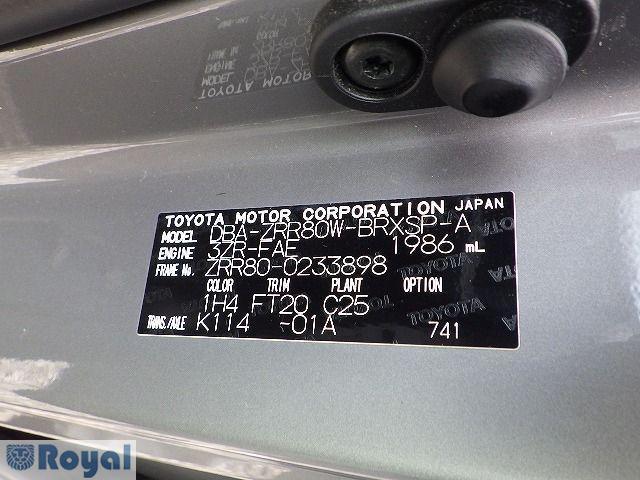 TOYOTA MOTOR CORPORATION JAPAN
MODEL DBA-ZRR80W-BRXSP-A
ENGINE 3ZR-FAE 1986 mL
FRAME No. ZRR80-0233898
COLOR TRIM PLANT OPTION
1H4 FT20 C25
TRANS./AXLE K114 -01A 741
Royal